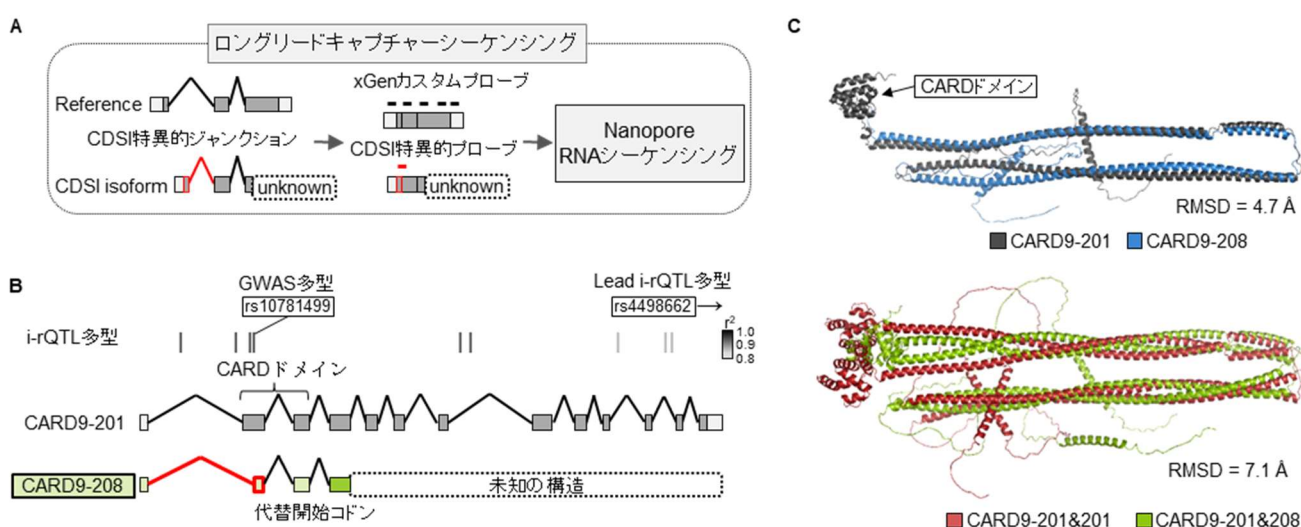 A
ロングリードキャプチャーシーケンシング
Reference
CDSI特異的ジャンクション
CDSI isoform
unknown
xGenカスタムプローブ
CDSI特異的プローブ
unknown
Nanopore
RNAシーケンシング
B
GWAS多型
rs10781499
Lead i-rQTL多型
rs4498662
i-rQTL多型
r²
1.0
0.9
0.8
CARDドメイン
CARD9-201
CARD9-208
未知の構造
代替開始コドン
C
CARDドメイン
RMSD = 4.7 Å
CARD9-201
CARD9-208
RMSD = 7.1 Å
CARD9-201&201
CARD9-201&208